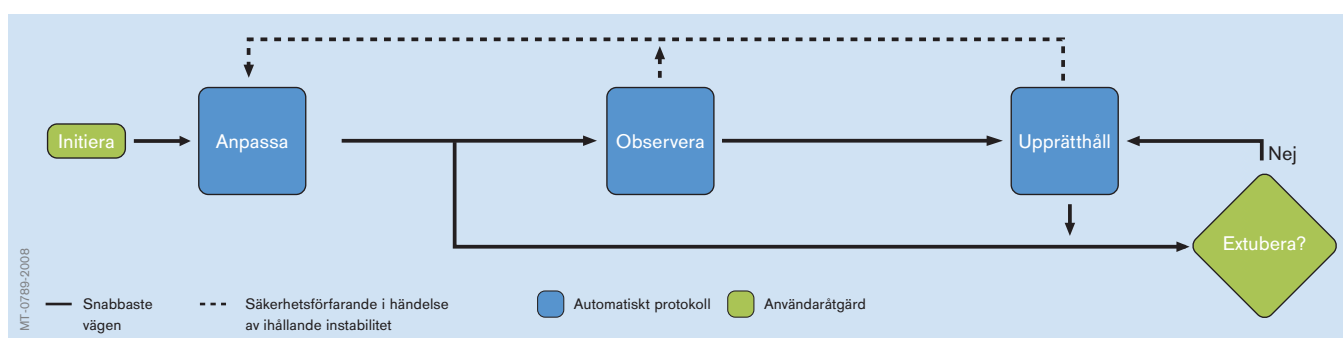 Initiera
Anpassa
Observera
Upprätthåll
Nej
Extubera?
MT-0789-2008
Snabbaste
vägen
Säkerhetsförfarande i händelse
av ihållande instabilitet
Automatiskt protokoll
Användaråtgärd